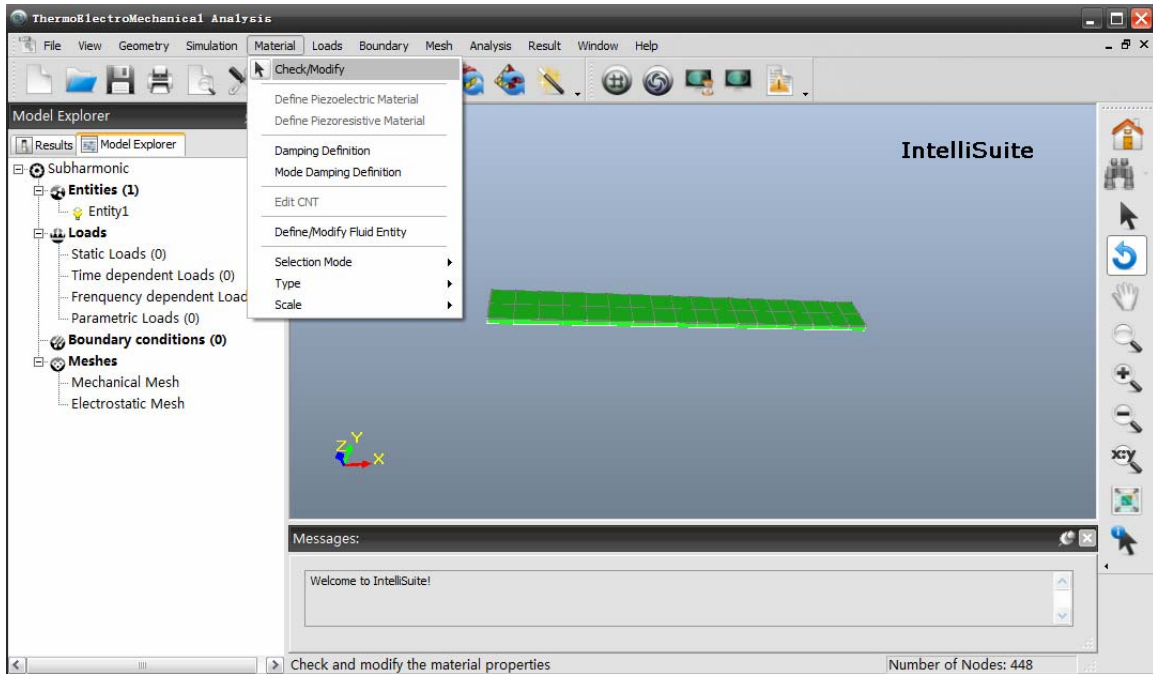 ThermoElectroMechanical Analysis
File View Geometry Simulation Material Loads Boundary Mesh Analysis Result Window Help
Check/Modify
Define Piezoelectric Material
Define Piezoresistive Material
Damping Definition
Mode Damping Definition
Edit CNT
Define/Modify Fluid Entity
Selection Mode
Type
Scale
Model Explorer
Results Model Explorer
Subharmonic
Entities (1)
Entity1
Loads
Static Loads (0)
Time dependent Loads (0)
Frenquency dependent Load
Parametric Loads (0)
Boundary conditions (0)
Meshes
Mechanical Mesh
Electrostatic Mesh
IntelliSuite
Z Y X
x:y
Messages:
Welcome to IntelliSuite!
Check and modify the material properties Number of Nodes: 448